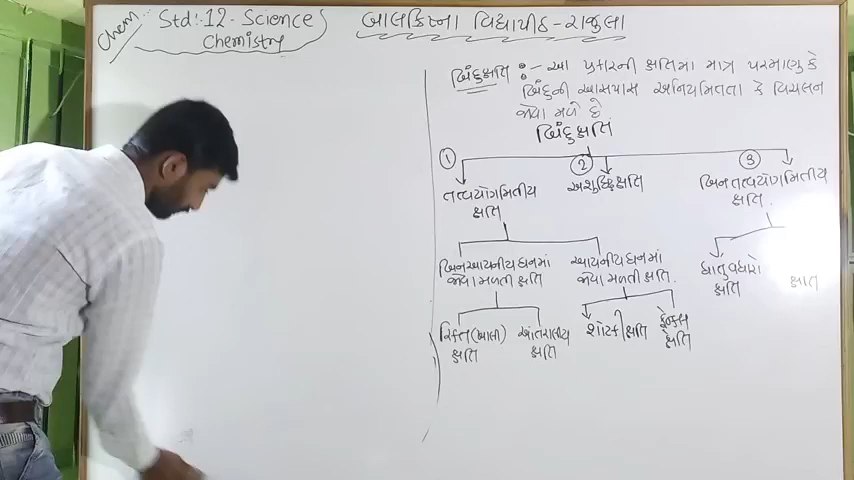 Chem...
Std:12- Science
Chemistry
બાલક્રિષ્ના વિદ્યાપીઠ-રાજુલા
બિંદુક્ષતિ :- આ પ્રકારની ક્ષતિમા માત્ર પરમાણુ કે
બિંદુની આસપાસ અનિયમિતતા કે વિચલન
જોવા મળે છે
બિંદુક્ષતિ
① ② ③
તત્વયોગમિતીય અશુદ્ધિક્ષતિ બિનતત્વયોગમિતીય
ક્ષતિ ક્ષતિ.
બિનઆયનીય ઘનમાં આયનીય ઘનમાં ધાતુવધારો
જોવા મળતી ક્ષતિ જોવા મળતી ક્ષતિ. ક્ષતિ
રિક્ત(ખાલી) આંતરાલીય શોટ્કી ક્ષતિ ફ્રેન્કલ
ક્ષતિ ક્ષતિ ક્ષતિ